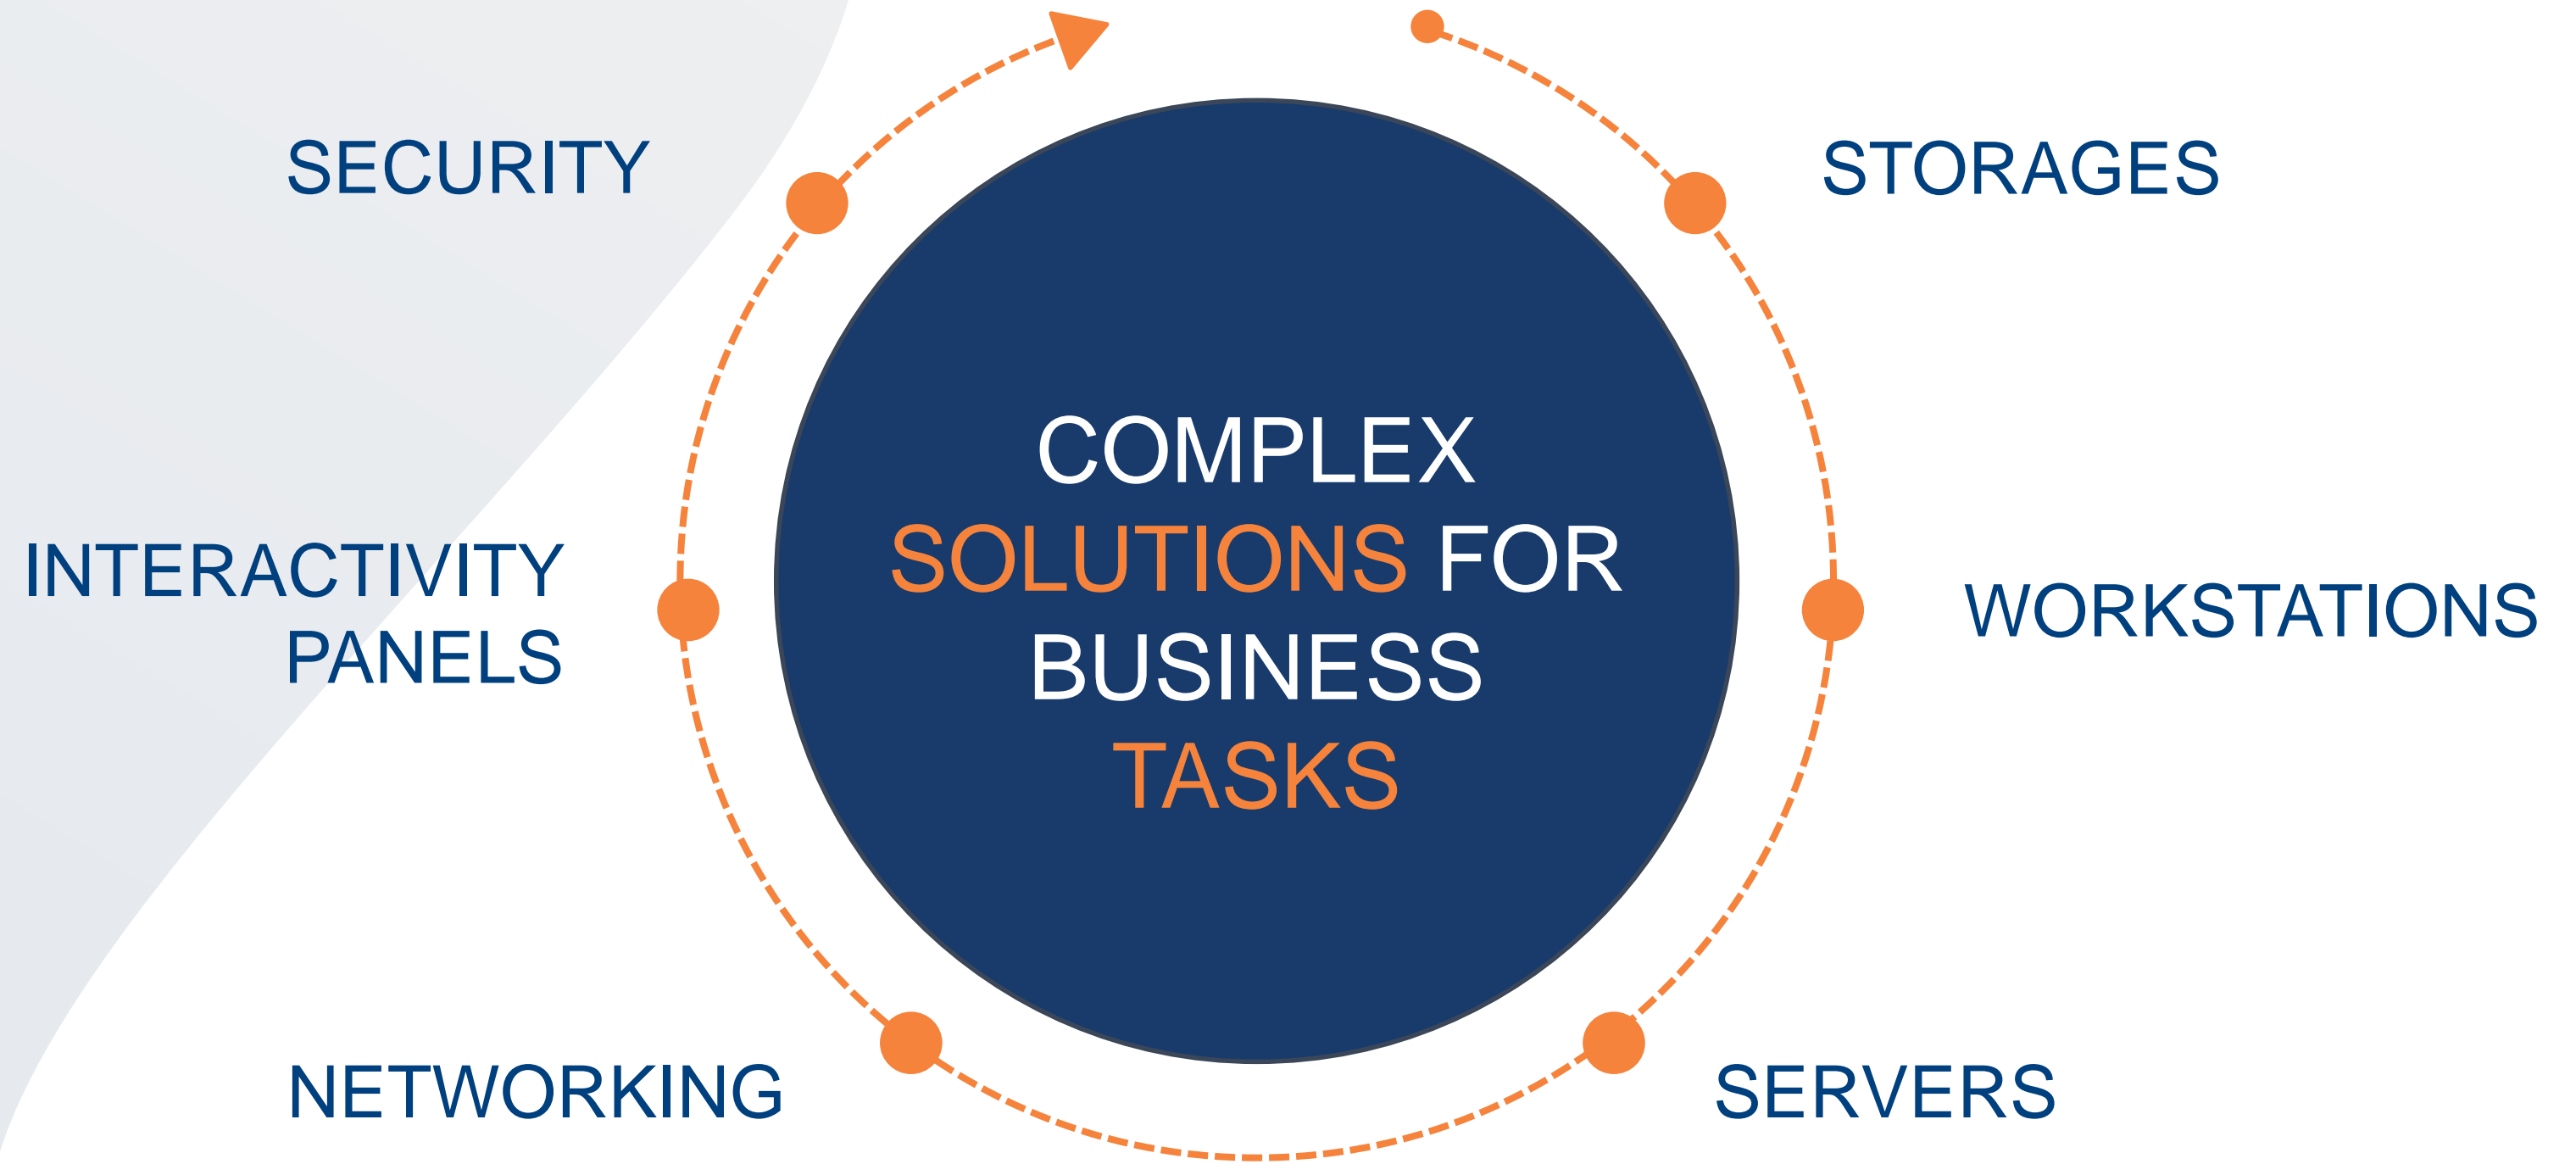 SECURITY
STORAGES
COMPLEX
SOLUTIONS FOR
BUSINESS
TASKS
INTERACTIVITY
PANELS
WORKSTATIONS
NETWORKING
SERVERS